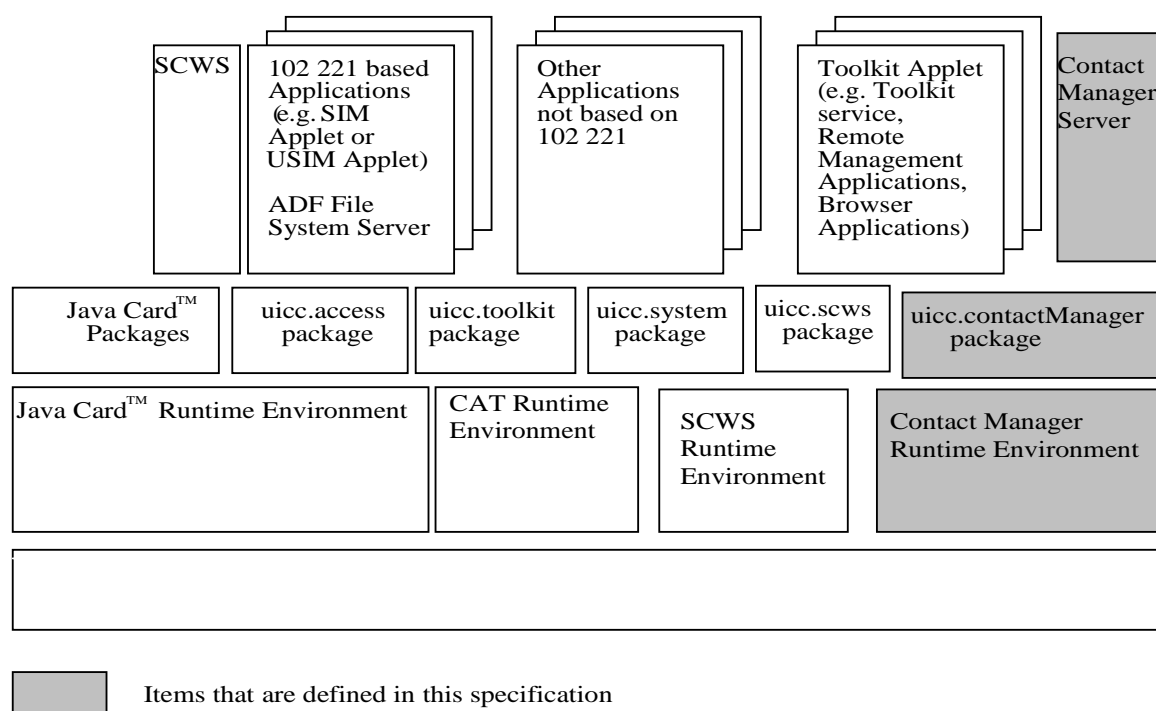 SCWS
102 221 based
Applications
(e.g. SIM
Applet or
USIM Applet)
ADF File
System Server
Other
Applications
not based on
102 221
Toolkit Applet
(e.g. Toolkit
service,
Remote
Management
Applications,
Browser
Applications)
Contact
Manager
Server
Java Card™
Packages
uicc.access
package
uicc.toolkit
package
uicc.system
package
uicc.scws
package
uicc.contactManager
package
Java Card™ Runtime Environment
CAT Runtime
Environment
SCWS
Runtime
Environment
Contact Manager
Runtime Environment
Items that are defined in this specification